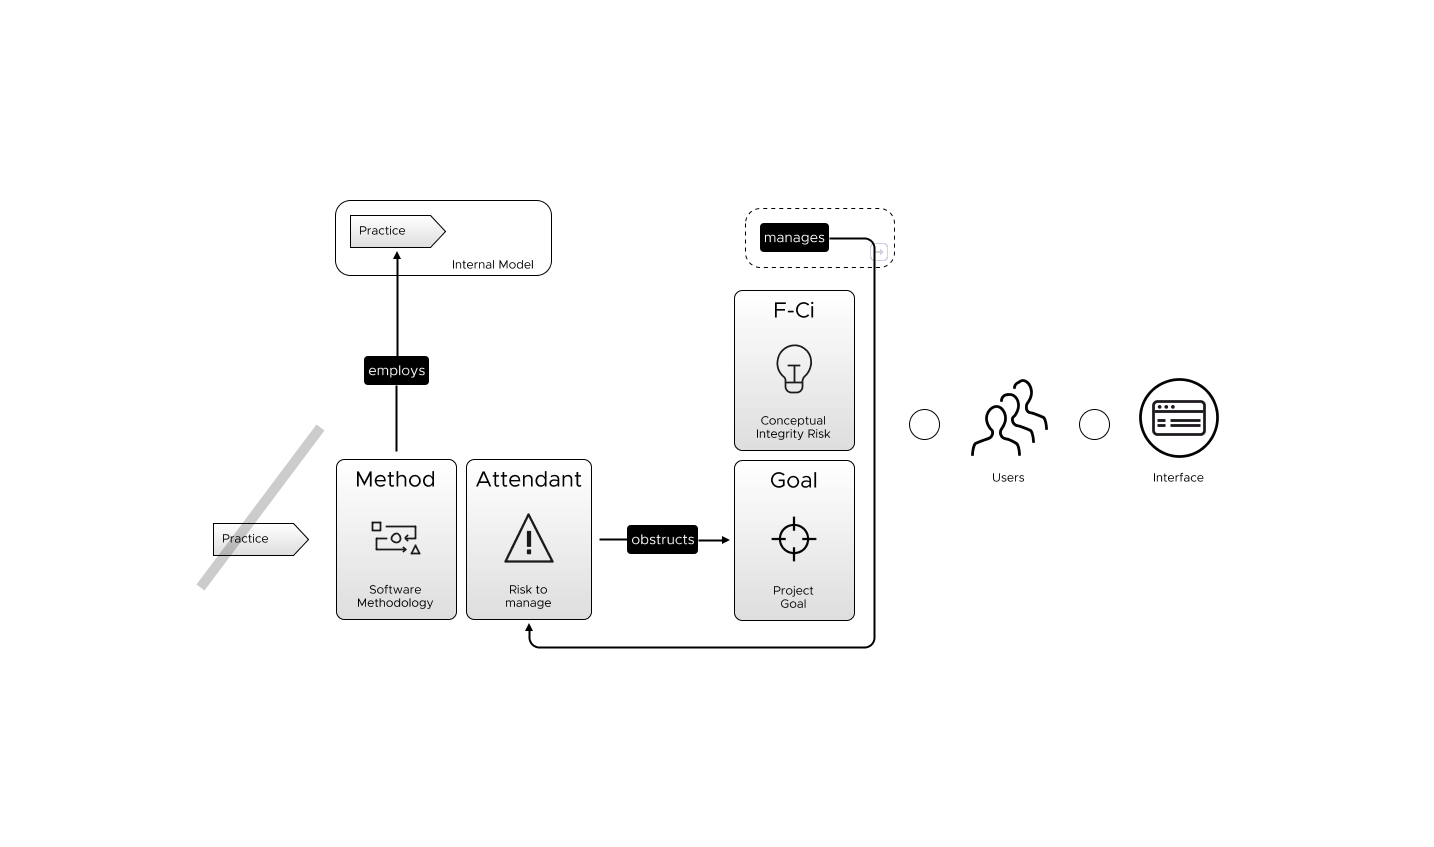 Practice
Internal Model
manages
F-Ci
Conceptual
Integrity Risk
employs
Users
Interface
Practice
Method
Software
Methodology
Attendant
Risk to
manage
obstructs
Goal
Project
Goal